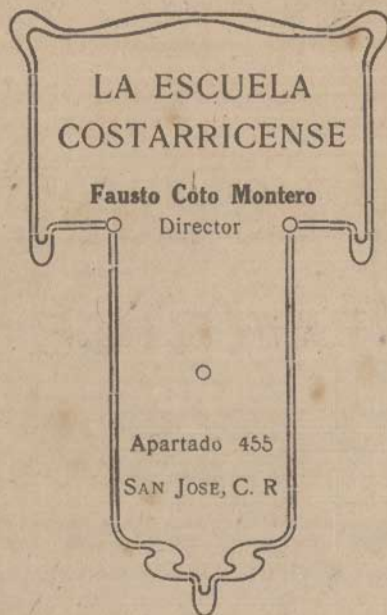 LA ESCUELA
COSTARRICENSE
Fausto Coto Montero
Director
Apartado 455
SAN JOSE, C. R